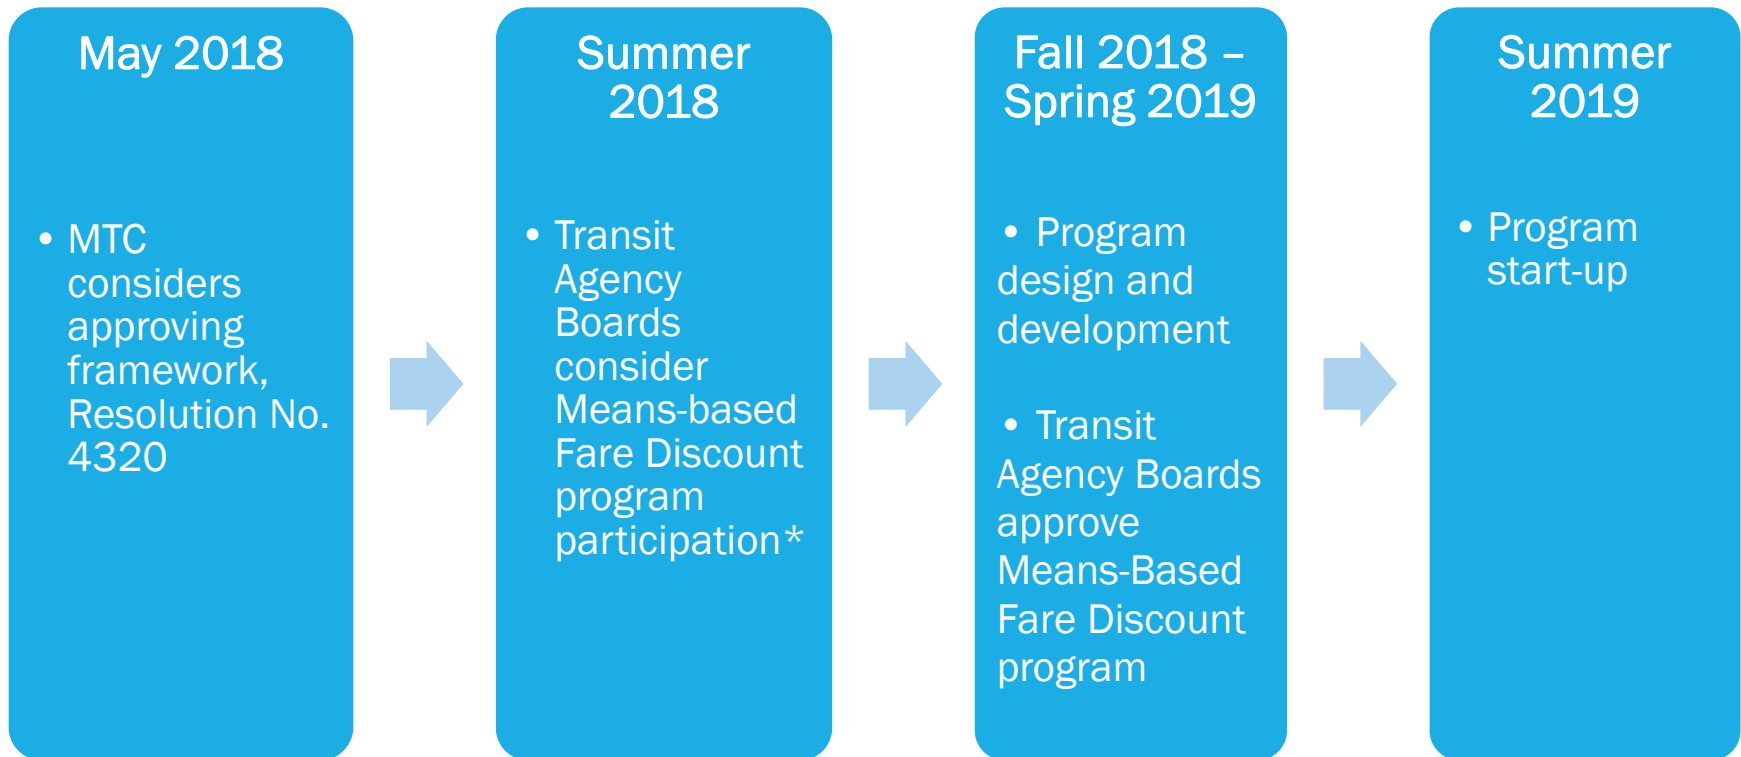 May 2018
• MTC
considers
approving
framework,
Resolution No.
4320
Summer
2018
• Transit
Agency
Boards
consider
Means-based
Fare Discount
program
participation*
Fall 2018 –
Spring 2019
• Program
design and
development
• Transit
Agency Boards
approve
Means-Based
Fare Discount
program
Summer
2019
• Program
start-up